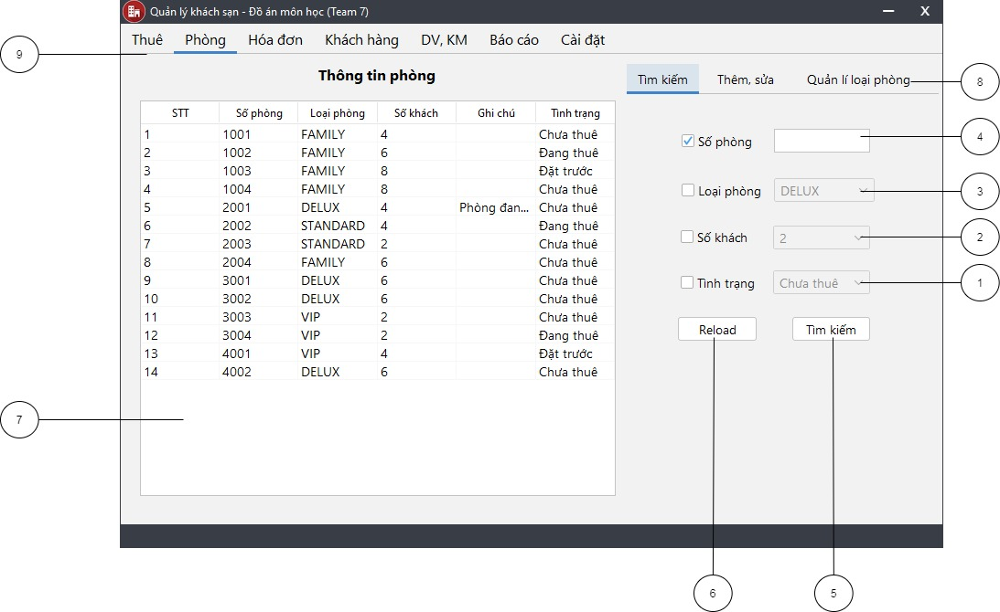 Quản lý khách sạn - Đồ án môn học (Team 7)
X
Thuê Phòng Hóa đơn Khách hàng DV, KM Báo cáo Cài đặt
9
Thông tin phòng
Tìm kiếm Thêm, sửa Quản lí loại phòng
8
STT Số phòng Loại phòng Số khách Ghi chú Tình trạng
1 1001 FAMILY 4 Chưa thuê
2 1002 FAMILY 6 Đang thuê
3 1003 FAMILY 8 Đặt trước
4 1004 FAMILY 8 Chưa thuê
5 2001 DELUX 4 Phòng đan... Chưa thuê
6 2002 STANDARD 4 Đang thuê
7 2003 STANDARD 2 Chưa thuê
8 2004 FAMILY 6 Chưa thuê
9 3001 DELUX 6 Chưa thuê
10 3002 DELUX 6 Chưa thuê
11 3003 VIP 2 Chưa thuê
12 3004 VIP 2 Đang thuê
13 4001 VIP 4 Đặt trước
14 4002 DELUX 6 Chưa thuê
7
Số phòng
4
Loại phòng DELUX
3
Số khách 2
2
Tình trạng Chưa thuê
1
Reload Tìm kiếm
6
5